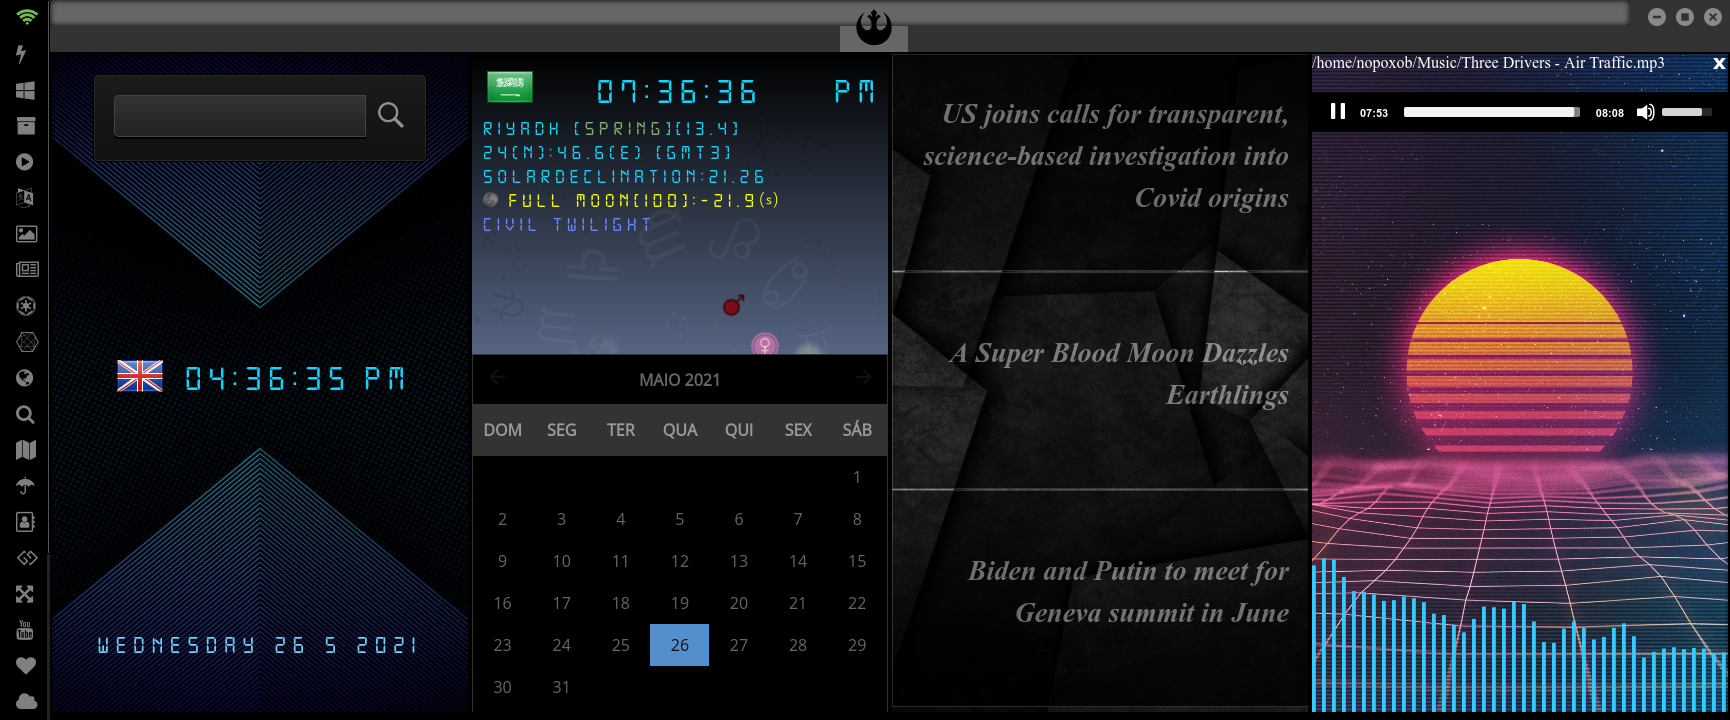 04:36:35 PM
WEDNESDAY 26 5 2021
07:36:36 PM
RIYADH [SPRING][13.4]
24(N):46.6(E) [GMT3]
SOLARDECLINATION:21.26
FULL MOON[100]:-21.9(s)
CIVIL TWILIGHT
MAIO 2021
DOM SEG TER QUA QUI SEX SÁB
1
2 3 4 5 6 7 8
9 10 11 12 13 14 15
16 17 18 19 20 21 22
23 24 25 26 27 28 29
30 31
US joins calls for transparent,
science-based investigation into
Covid origins
A Super Blood Moon Dazzles
Earthlings
Biden and Putin to meet for
Geneva summit in June
/home/nopoxob/Music/Three Drivers - Air Traffic.mp3
x
07:53 08:08
You
Tube